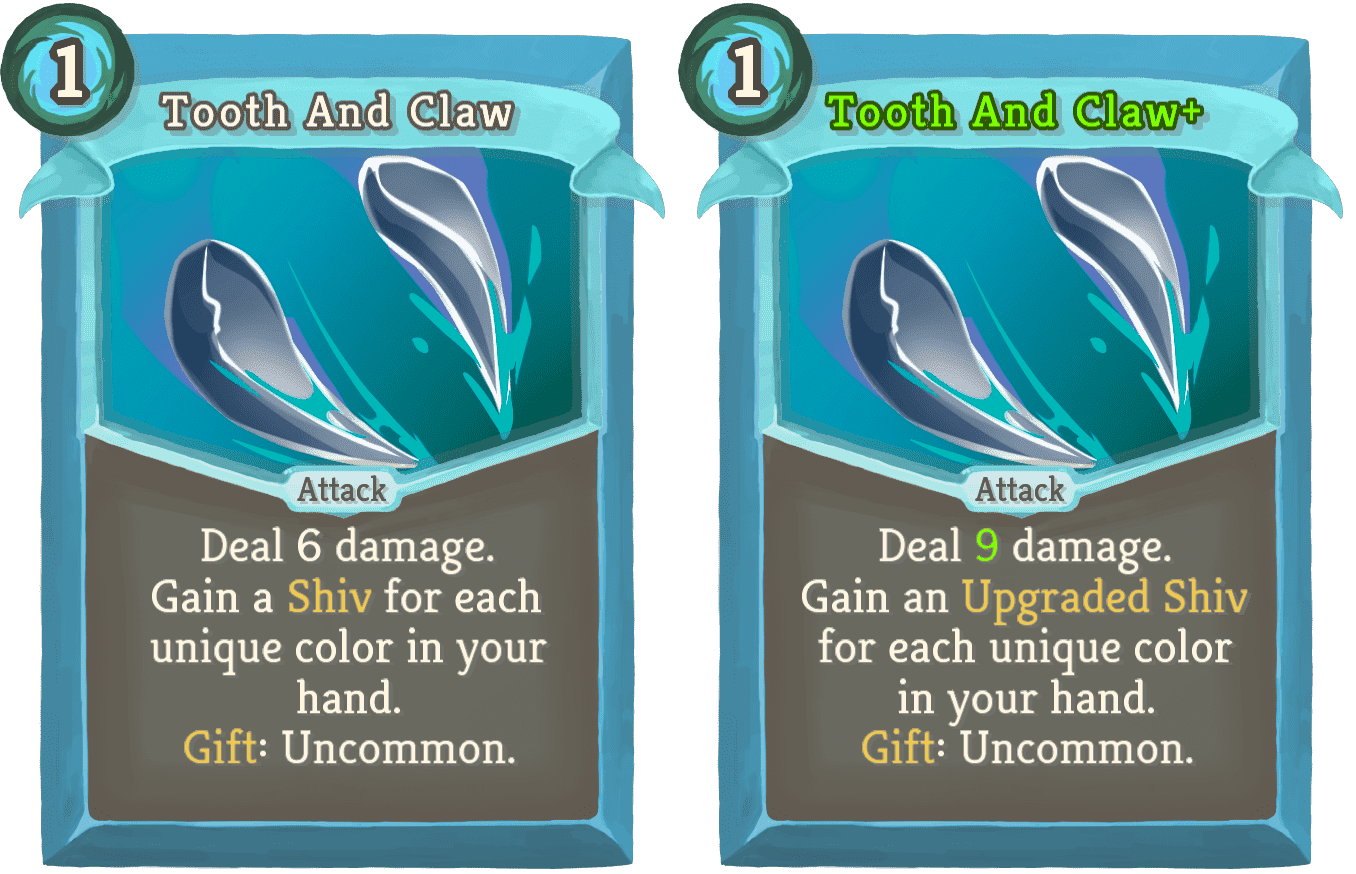 1
Tooth And Claw
Attack
Deal 6 damage.
Gain a Shiv for each
unique color in your
hand.
Gift: Uncommon.
1
Tooth And Claw+
Attack
Deal 9 damage.
Gain an Upgraded Shiv
for each unique color
in your hand.
Gift: Uncommon.